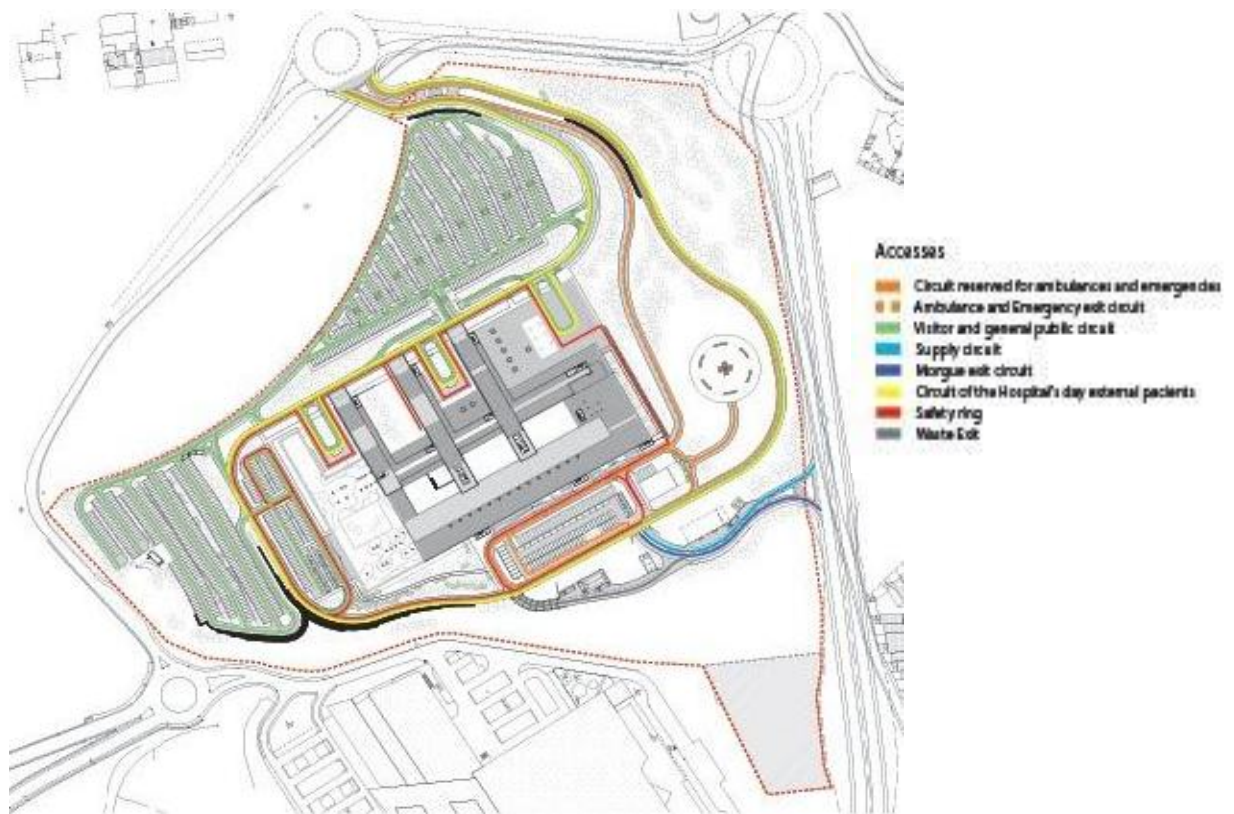 Accesses
Circuit reserved for ambulances and emergencies
Ambulance and Emergency exit circuit
Visitor and general public circuit
Supply circuit
Morgue exit circuit
Circuit of the Hospital's day external pacients
Safety ring
Waste Exit